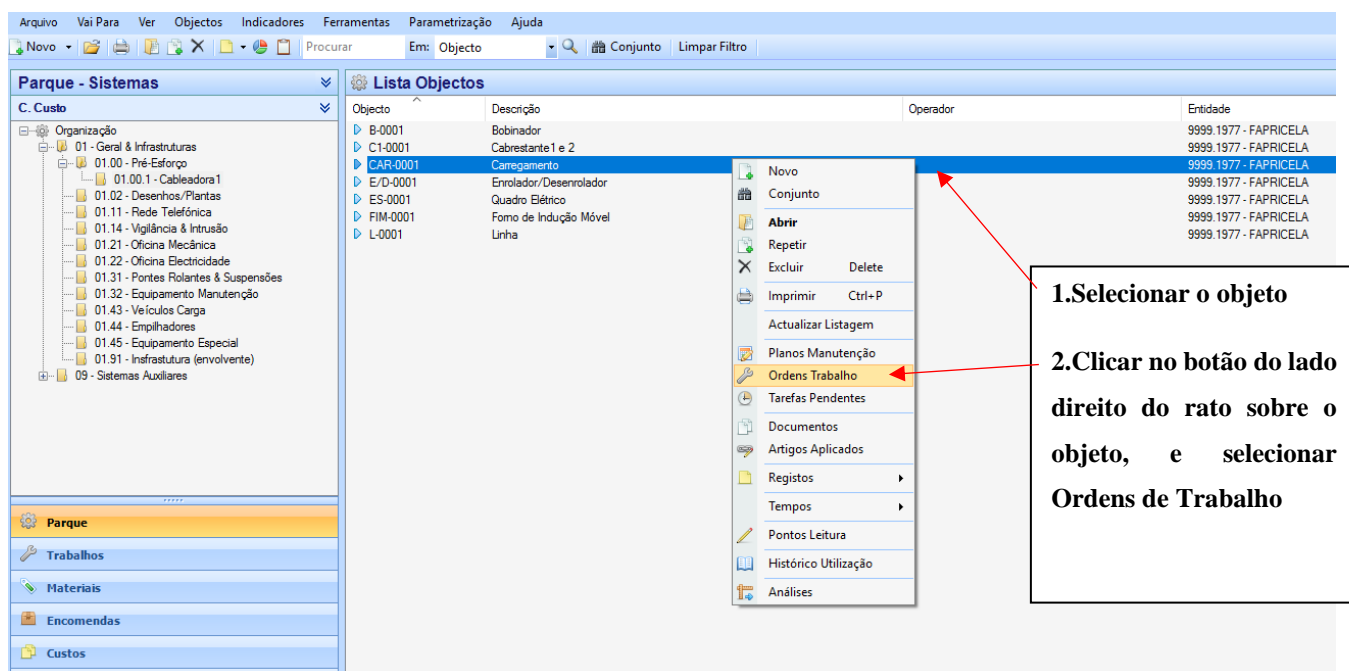 Arquivo Vai Para Ver Objectos Indicadores Ferramentas Parametrização Ajuda
Novo Procurar Em: Objecto Conjunto Limpar Filtro
Parque - Sistemas
C. Custo
Organização
01 - Geral & Infrastruturas
01.00 - Pré-Esforço
01.00.1 - Cableadora1
01.02 - Desenhos/Plantas
01.11 - Rede Telefónica
01.14 - Vigilância & Intrusão
01.21 - Oficina Mecânica
01.22 - Oficina Electricidade
01.31 - Pontes Rolantes & Suspensões
01.32 - Equipamento Manutenção
01.43 - Veículos Carga
01.44 - Empilhadores
01.45 - Equipamento Especial
01.91 - Insfrastutura (envolvente)
09 - Sistemas Auxiliares
Parque
Trabalhos
Materiais
Encomendas
Custos
Lista Objectos
Objecto Descrição Operador Entidade
B-0001 Bobinador 9999.1977 - FAPRICELA
C1-0001 Cabrestante1 e 2 9999.1977 - FAPRICELA
CAR-0001 Carregamento 9999.1977 - FAPRICELA
E/D-0001 Enrolador/Desenrolador 9999.1977 - FAPRICELA
ES-0001 Quadro Elétrico 9999.1977 - FAPRICELA
FIM-0001 Forno de Indução Móvel 9999.1977 - FAPRICELA
L-0001 Linha 9999.1977 - FAPRICELA
Novo
Conjunto
Abrir
Repetir
Excluir Delete
Imprimir Ctrl+P
Actualizar Listagem
Planos Manutenção
Ordens Trabalho
Tarefas Pendentes
Documentos
Artigos Aplicados
Registos
Tempos
Pontos Leitura
Histórico Utilização
Análises
1.Selecionar o objeto
2.Clicar no botão do lado
direito do rato sobre o
objeto, e selecionar
Ordens de Trabalho